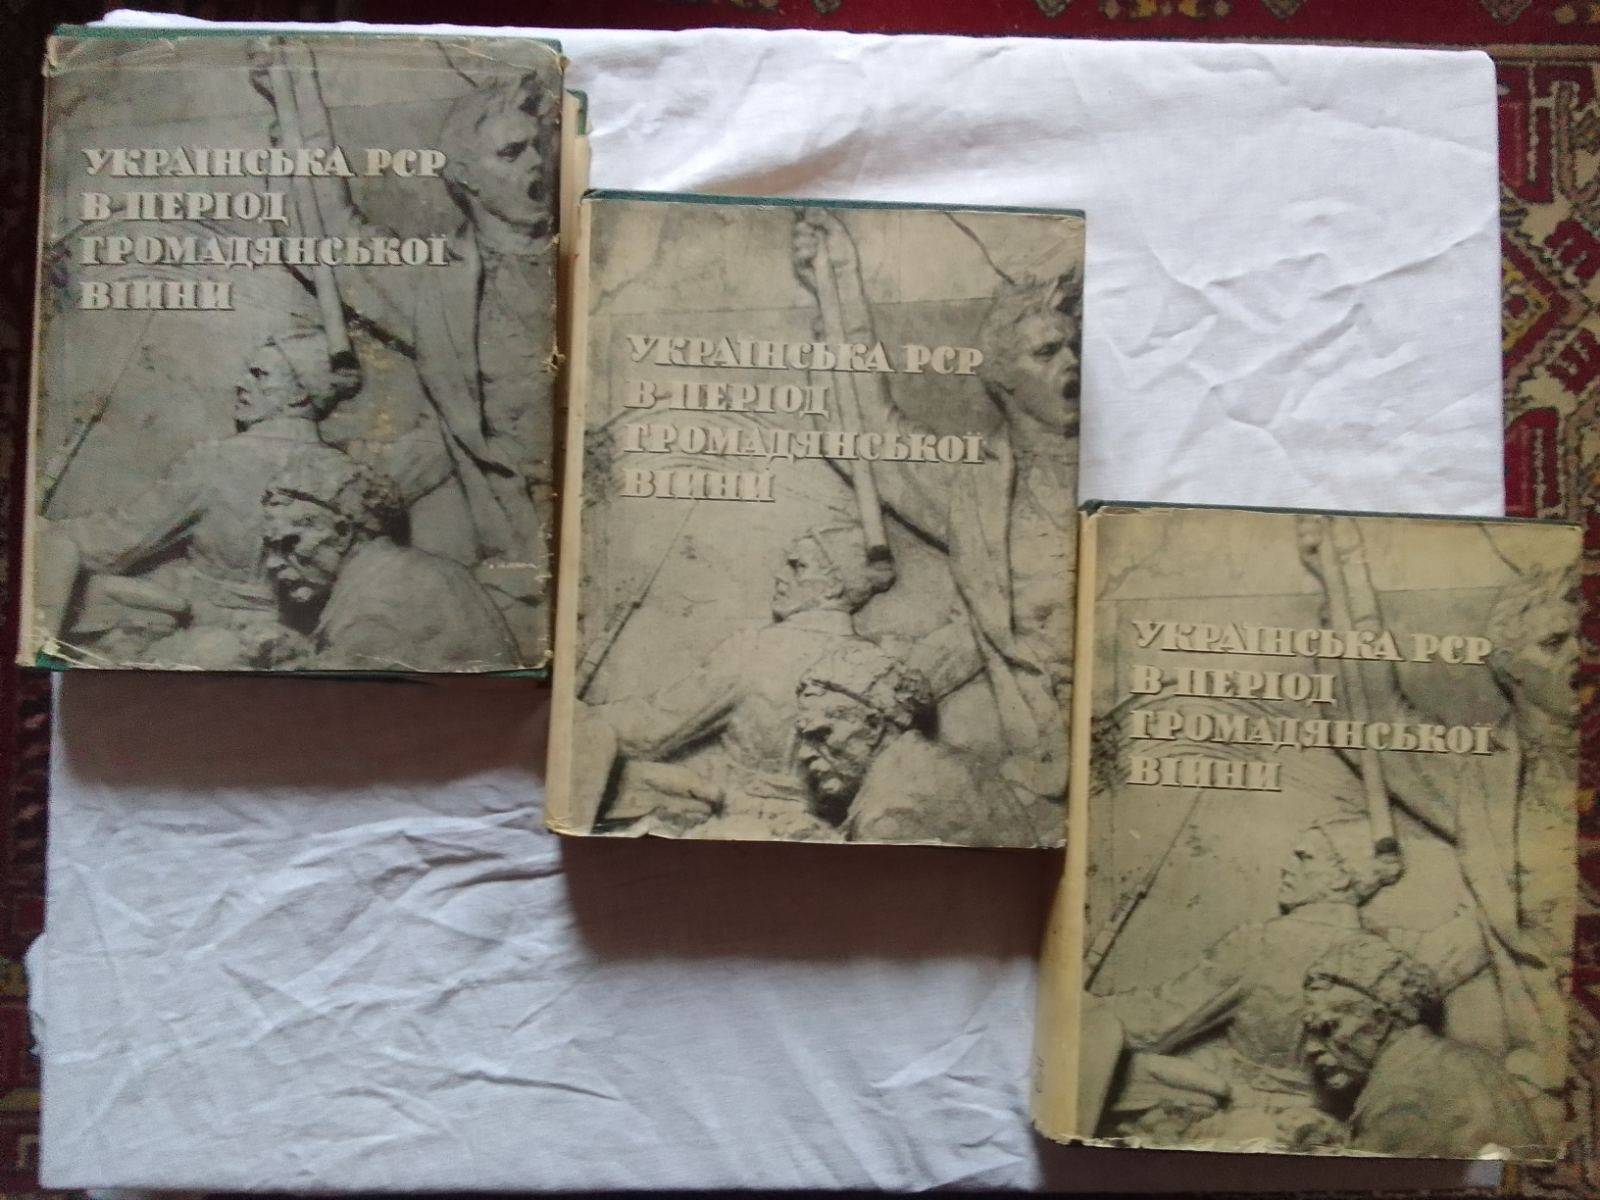 УКРАЇНСЬКА РСР
В ПЕРІОД
ГРОМАДЯНСЬКОЇ
ВІЙНИ
УКРАЇНСЬКА РСР
В ПЕРІОД
ГРОМАДЯНСЬКОЇ
ВІЙНИ
УКРАЇНСЬКА РСР
В ПЕРІОД
ГРОМАДЯНСЬКОЇ
ВІЙНИ